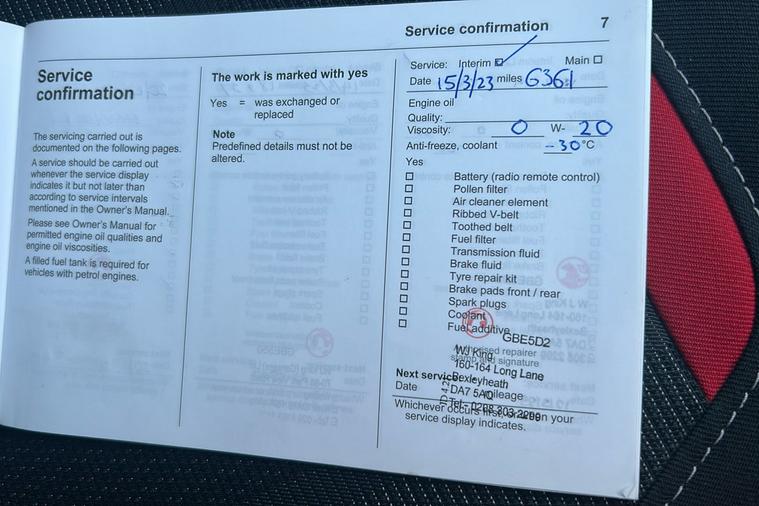 Service confirmation 7
Service
confirmation
The servicing carried out is
documented on the following pages.
A service should be carried out
whenever the service display
indicates it but not later than
according to service intervals
mentioned in the Owner's Manual.
Please see Owner's Manual for
permitted engine oil qualities and
engine oil viscosities.
A filled fuel tank is required for
vehicles with petrol engines.
The work is marked with yes
Yes = was exchanged or
replaced
Note
Predefined details must not be
altered.
Service: Interim Main
Date 15/3/23 miles 6361
Engine oil
Quality:
Viscosity: 0 W- 20
Anti-freeze, coolant -30 °C
Yes
Battery (radio remote control)
Pollen filter
Air cleaner element
Ribbed V-belt
Toothed belt
Fuel filter
Transmission fluid
Brake fluid
Tyre repair kit
Brake pads front / rear
Spark plugs
Coolant
Fuel additive
GBE5D2
WJ King
Authorised repairer
stamp and signature
160-164 Long Lane
Bexleyheath
DA7 5AQ
Next service:
Date mileage
Whichever occurs first, or when your
service display indicates.